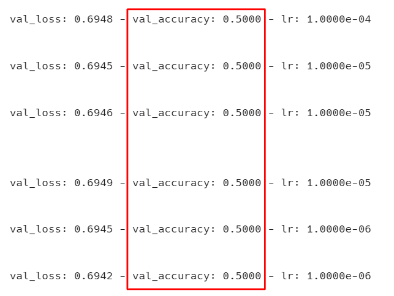 val_loss: 0.6948 - val_accuracy: 0.5000 - lr: 1.0000e-04
val_loss: 0.6945 - val_accuracy: 0.5000 - lr: 1.0000e-05
val_loss: 0.6946 - val_accuracy: 0.5000 - lr: 1.0000e-05
val_loss: 0.6949 - val_accuracy: 0.5000 - lr: 1.0000e-05
val_loss: 0.6945 - val_accuracy: 0.5000 - lr: 1.0000e-06
val_loss: 0.6942 - val_accuracy: 0.5000 - lr: 1.0000e-06